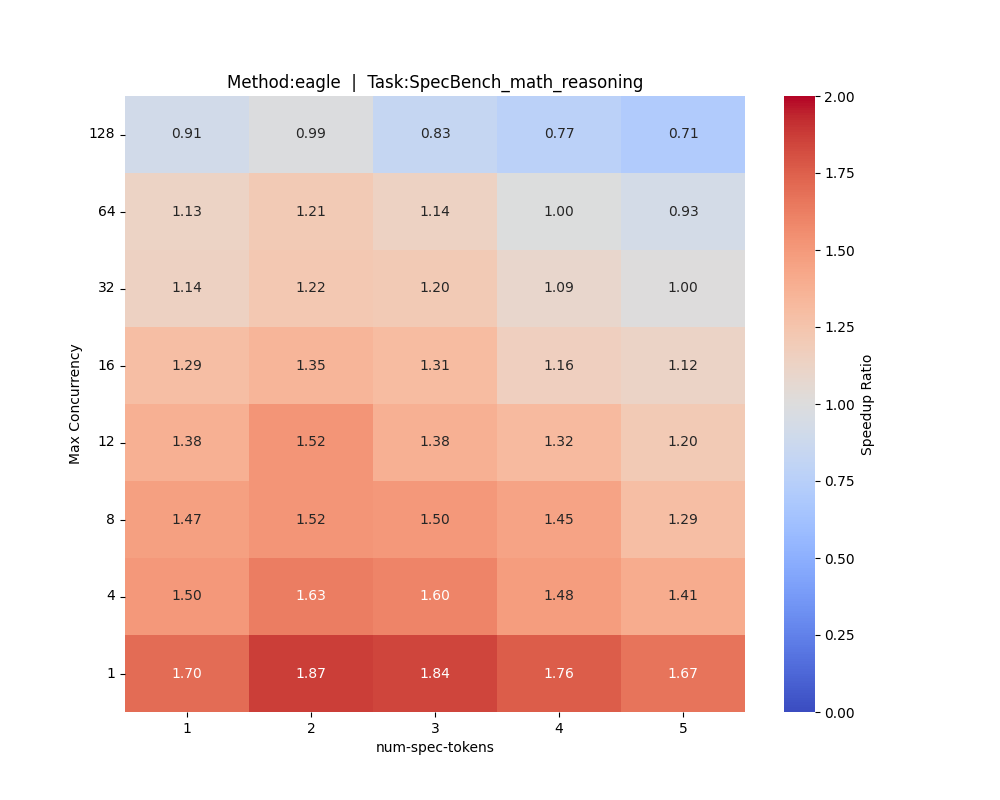 Method:eagle | Task:SpecBench_math_reasoning
Max Concurrency
128 0.91 0.99 0.83 0.77 0.71
64 1.13 1.21 1.14 1.00 0.93
32 1.14 1.22 1.20 1.09 1.00
16 1.29 1.35 1.31 1.16 1.12
12 1.38 1.52 1.38 1.32 1.20
8 1.47 1.52 1.50 1.45 1.29
4 1.50 1.63 1.60 1.48 1.41
1 1.70 1.87 1.84 1.76 1.67
1 2 3 4 5
num-spec-tokens
2.00
1.75
1.50
1.25
1.00
0.75
0.50
0.25
0.00
Speedup Ratio